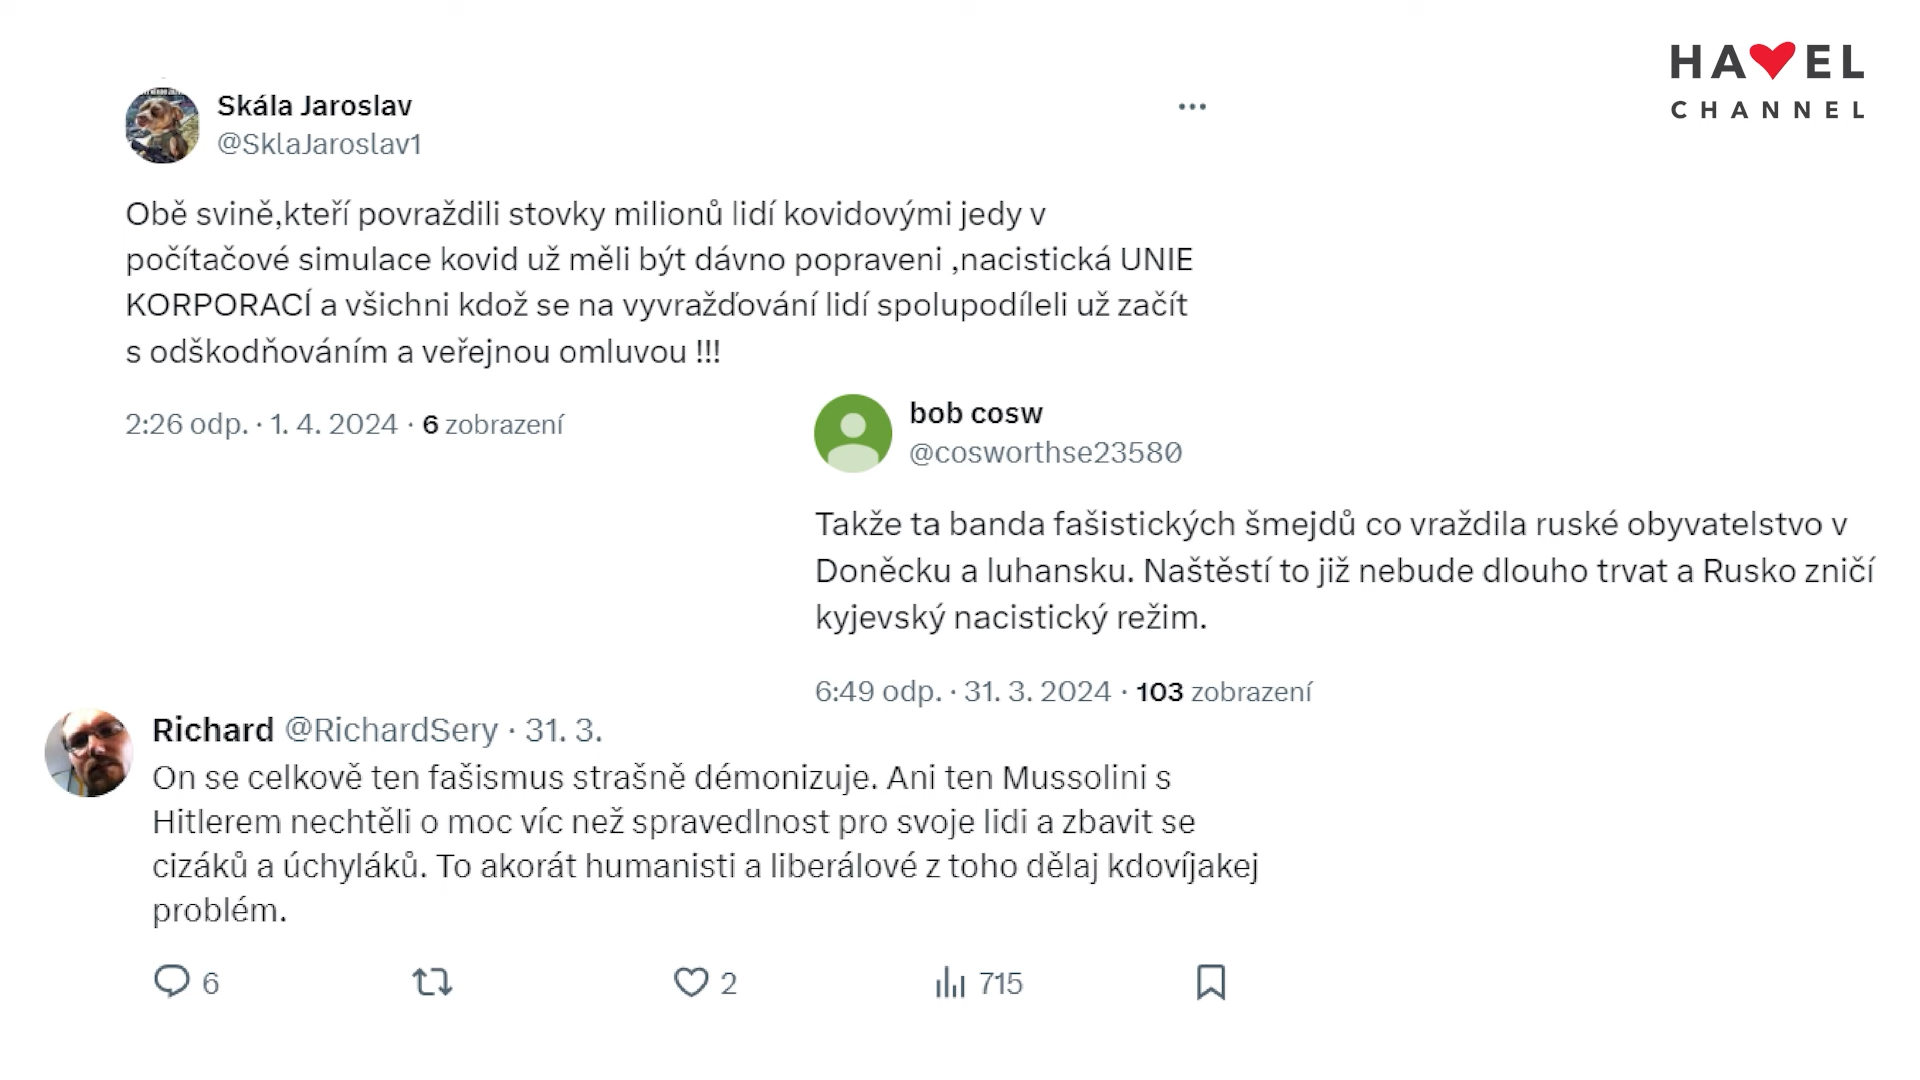 HAVEL
CHANNEL
Skála Jaroslav
@SklaJaroslav1
Obě svině,kteří povraždili stovky milionů lidí kovidovými jedy v
počítačové simulace kovid už měli být dávno popraveni ,nacistická UNIE
KORPORACÍ a všichni kdož se na vyvražďování lidí spolupodíleli už začít
s odškodňováním a veřejnou omluvou !!!
2:26 odp. · 1. 4. 2024 · 6 zobrazení
bob cosw
@cosworthse23580
Takže ta banda fašistických šmejdů co vraždila ruské obyvatelstvo v
Doněcku a luhansku. Naštěstí to již nebude dlouho trvat a Rusko zničí
kyjevský nacistický režim.
6:49 odp. · 31. 3. 2024 · 103 zobrazení
Richard @RichardSery · 31. 3.
On se celkově ten fašismus strašně démonizuje. Ani ten Mussolini s
Hitlerem nechtěli o moc víc než spravedlnost pro svoje lidi a zbavit se
cizáků a úchyláků. To akorát humanisti a liberálové z toho dělaj kdovíjakej
problém.
6 2 715